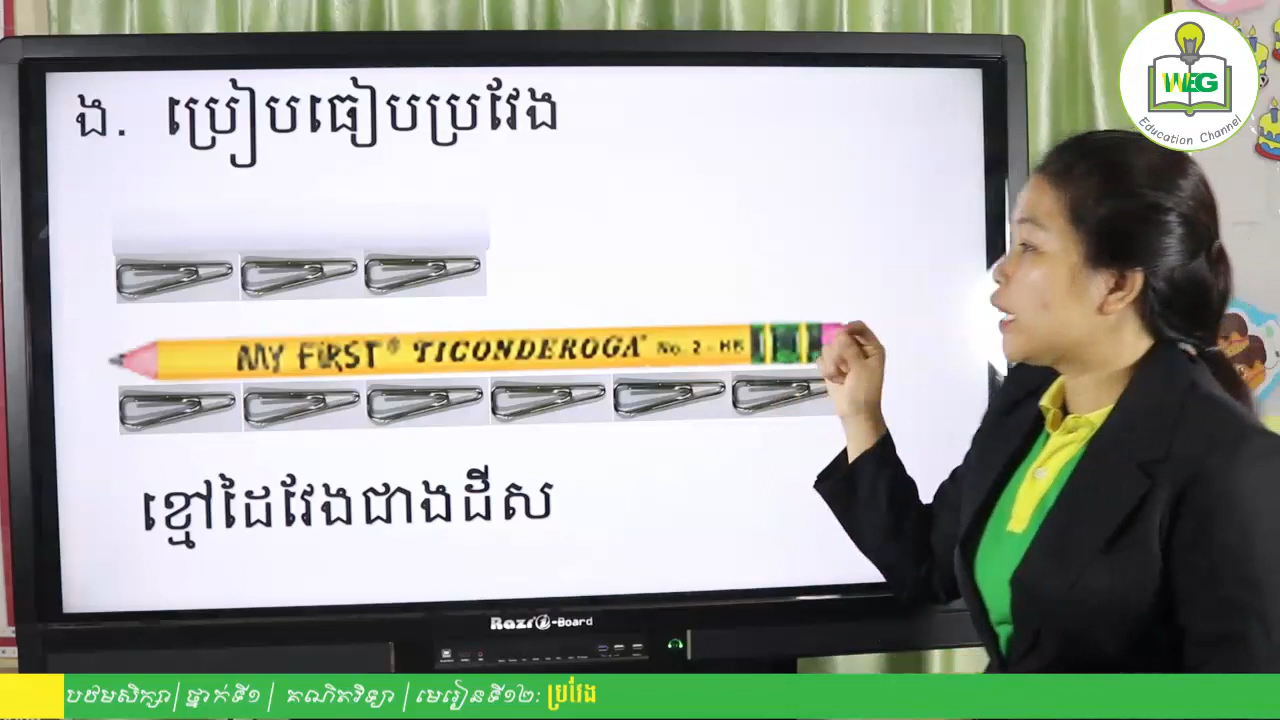 WEG
Education Channel
ង. ប្រៀបធៀបប្រវែង
MY FIRST® TICONDEROGA® No. 2 - HB
ខ្មៅដៃវែងជាងដីស
Razr i-Board
បឋមសិក្សា| ថ្នាក់ទី១ | គណិតវិទ្យា | មេរៀនទី១២: ប្រវែង